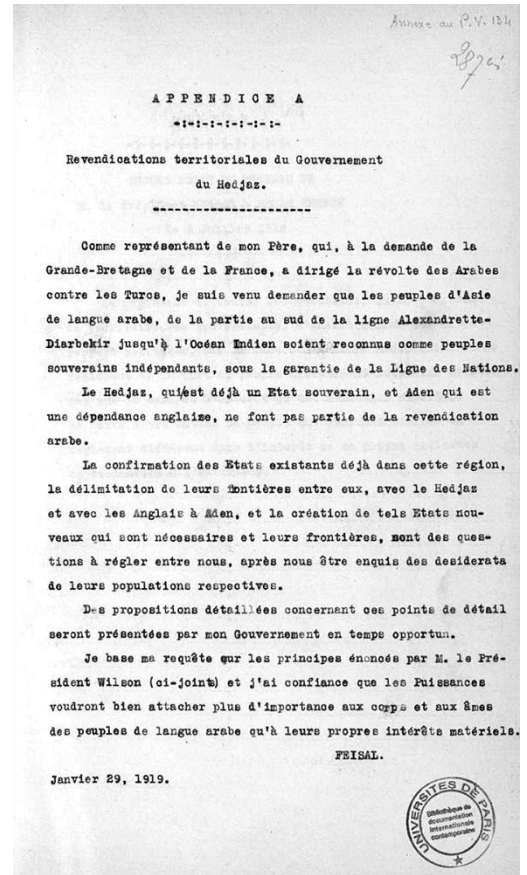 Annexe au P.V. 134
APPENDICE A
-:-:-:-:-:-:-:-
Revendications territoriales du Gouvernement
du Hedjaz.
----------------------
Comme représentant de mon Père, qui, à la demande de la
Grande-Bretagne et de la France, a dirigé la révolte des Arabes
contre les Turcs, je suis venu demander que les peuples d'Asie
de langue arabe, de la partie au sud de la ligne Alexandrette-
Diarbekir jusqu'à l'Océan Indien soient reconnus comme peuples
souverains indépendants, sous la garantie de la Ligue des Nations.
Le Hedjaz, qui/est déjà un Etat souverain, et Aden qui est
une dépendance anglaize, ne font pas partie de la revendication
arabe.
La confirmation des Etats existants déjà dans cette région,
la délimitation de leurs fontières entre eux, avec le Hedjaz
et avec les Anglais à Aden, et la création de tels Etats nou-
veaux qui sont nécessaires et leurs frontières, sont des ques-
tions à régler entre nous, après nous être enquis des desiderata
de leurs populations respectives.
Des propositions détaillées concernant ces points de détail
seront présentées par mon Gouvernement en temps opportun.
Je base ma requête sur les principes énoncés par M. le Pré-
sident Wilson (ci-joints) et j'ai confiance que les Puissances
voudront bien attacher plus d'importance aux corps et aux âmes
des peuples de langue arabe qu'à leurs propres intérêts matériels.
FEISAL.
Janvier 29, 1919.
UNIVERSITES DE PARIS
Bibliothèque de
documentation
internationale
contemporaine